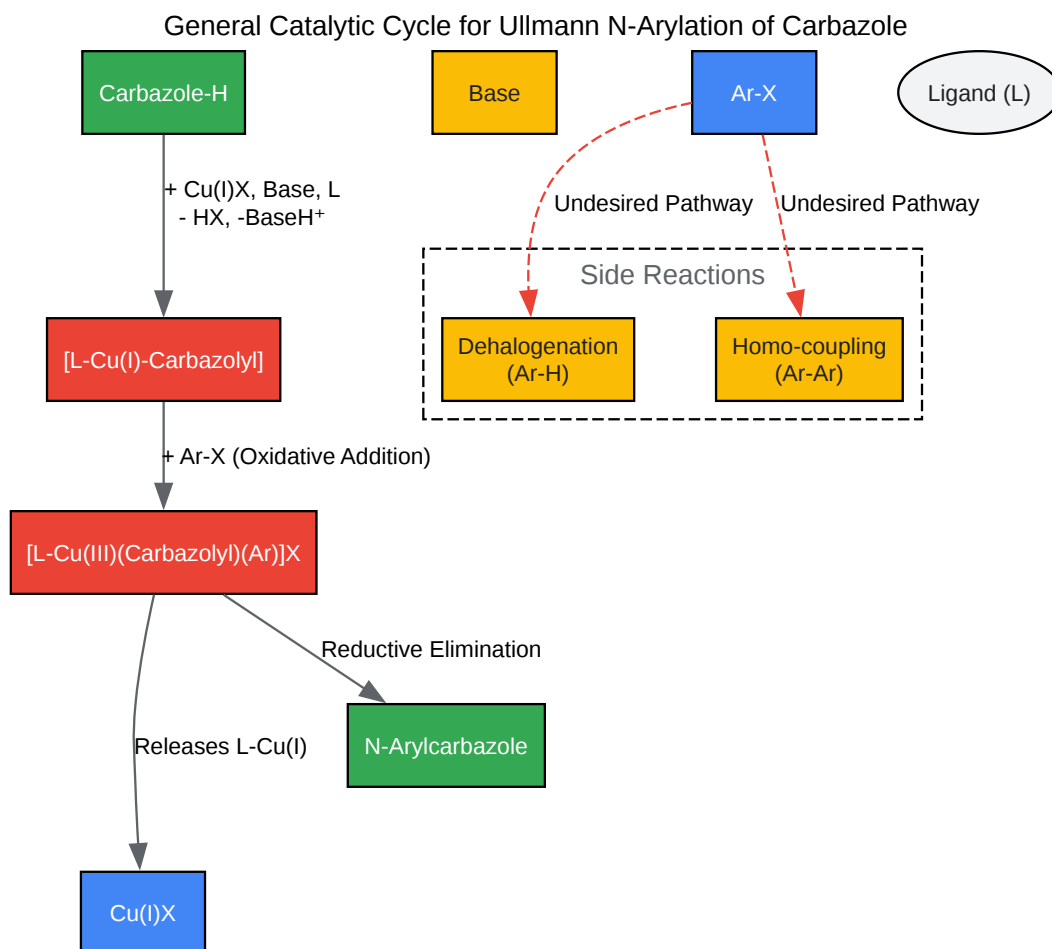 General Catalytic Cycle for Ullmann N-Arylation of Carbazole
Carbazole-H
Base
Ar-X
Ligand (L)
+ Cu(I)X, Base, L
- HX, -BaseH⁺
Undesired Pathway
Undesired Pathway
Side Reactions
[L-Cu(I)-Carbazolyl]
Dehalogenation
(Ar-H)
Homo-coupling
(Ar-Ar)
+ Ar-X (Oxidative Addition)
[L-Cu(III)(Carbazolyl)(Ar)]X
Reductive Elimination
Releases L-Cu(I)
N-Arylcarbazole
Cu(I)X